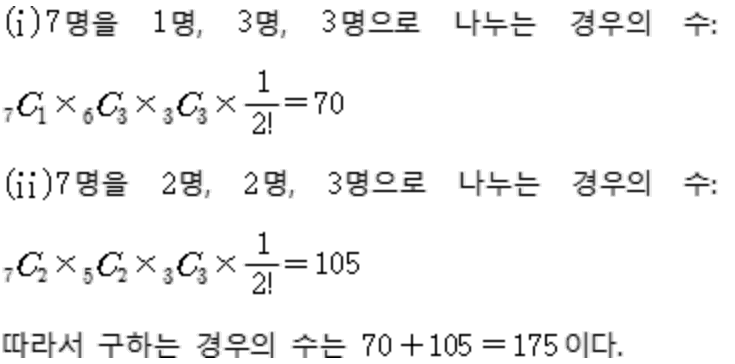 (i)7명을 1명, 3명, 3명으로 나누는 경우의 수:
₇C₁×₆C₃×₃C₃×1/2!=70
(ii)7명을 2명, 2명, 3명으로 나누는 경우의 수:
₇C₂×₅C₂×₃C₃×1/2!=105
따라서 구하는 경우의 수는 70+105=175이다.